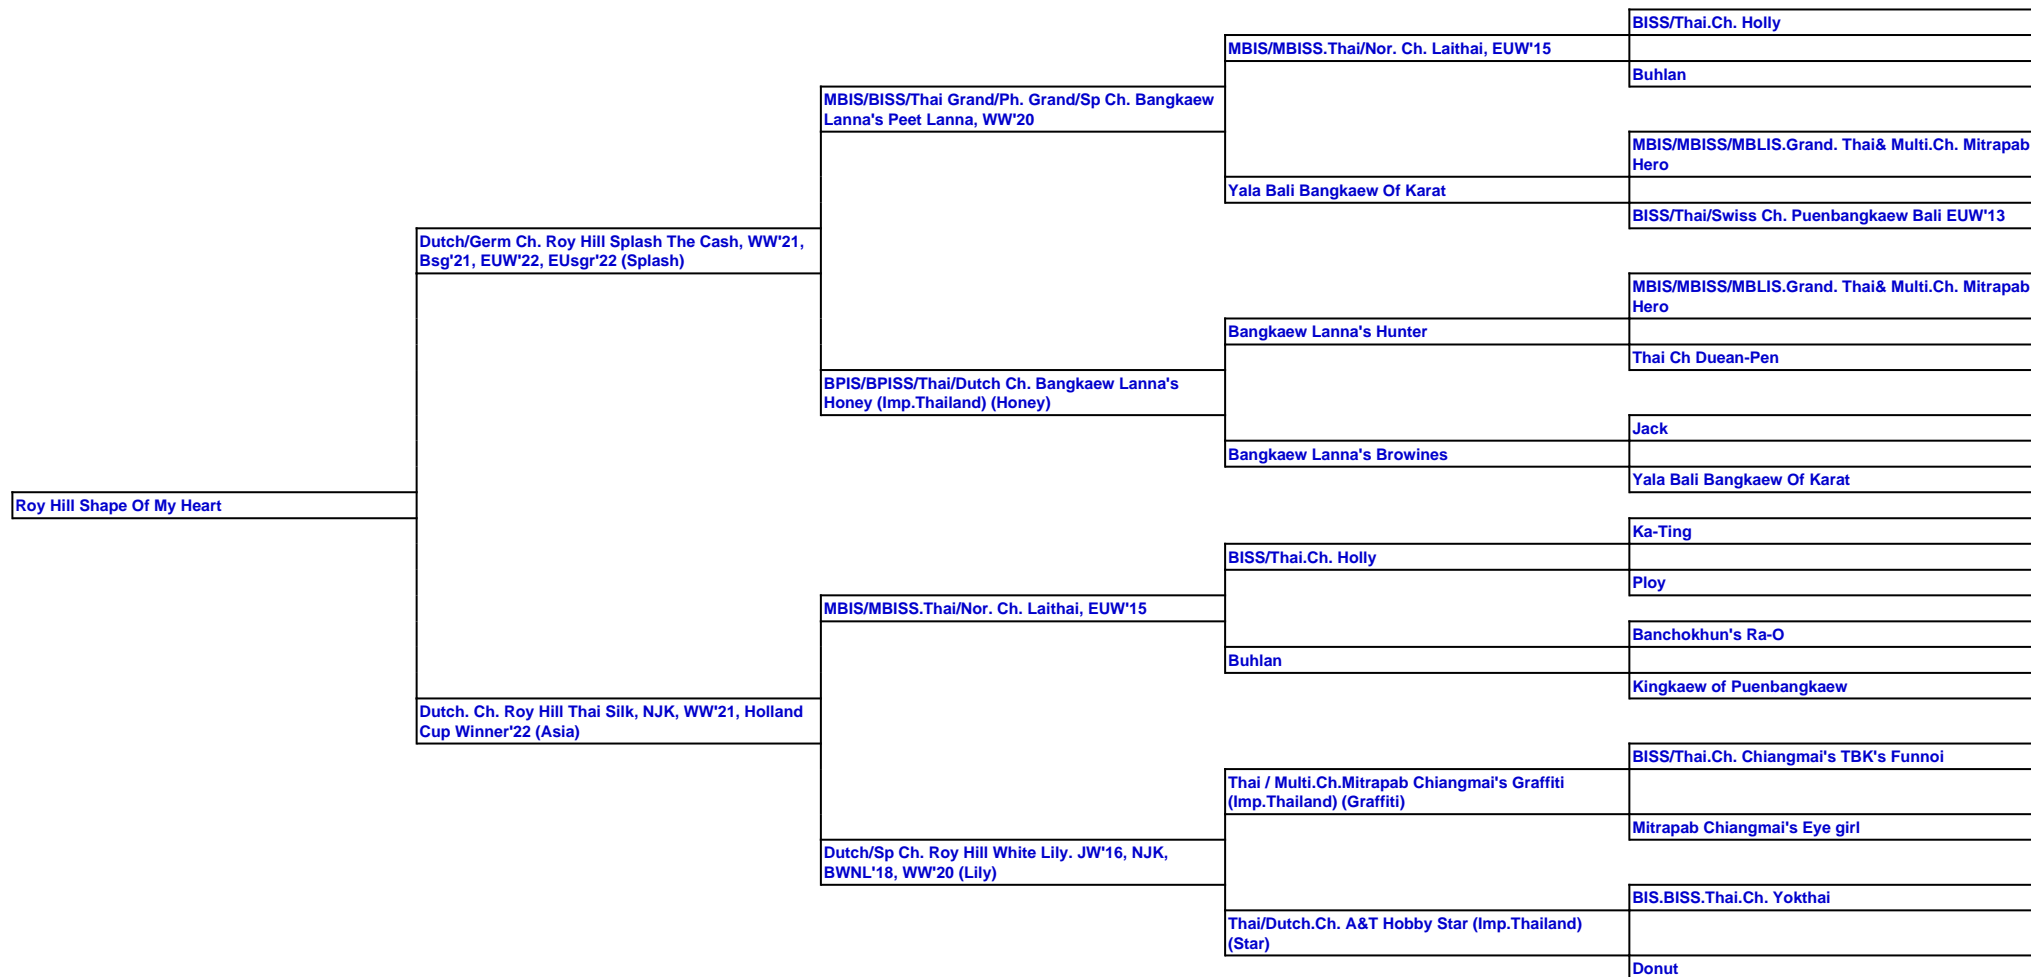 BISS/Thai.Ch. Holly
MBIS/MBISS.Thai/Nor. Ch. Laithai, EUW'15
Buhlan
MBIS/BISS/Thai Grand/Ph. Grand/Sp Ch. Bangkaew
Lanna's Peet Lanna, WW'20
MBIS/MBISS/MBLIS.Grand. Thai& Multi.Ch. Mitrapab
Hero
Yala Bali Bangkaew Of Karat
BISS/Thai/Swiss Ch. Puenbangkaew Bali EUW'13
Dutch/Germ Ch. Roy Hill Splash The Cash, WW'21,
Bsg'21, EUW'22, EUsgr'22 (Splash)
MBIS/MBISS/MBLIS.Grand. Thai& Multi.Ch. Mitrapab
Hero
Bangkaew Lanna's Hunter
Thai Ch Duean-Pen
BPIS/BPISS/Thai/Dutch Ch. Bangkaew Lanna's
Honey (Imp.Thailand) (Honey)
Jack
Bangkaew Lanna's Browines
Yala Bali Bangkaew Of Karat
Roy Hill Shape Of My Heart
Ka-Ting
BISS/Thai.Ch. Holly
Ploy
MBIS/MBISS.Thai/Nor. Ch. Laithai, EUW'15
Banchokhun's Ra-O
Buhlan
Kingkaew of Puenbangkaew
Dutch. Ch. Roy Hill Thai Silk, NJK, WW'21, Holland
Cup Winner'22 (Asia)
BISS/Thai.Ch. Chiangmai's TBK's Funnoi
Thai / Multi.Ch.Mitrapab Chiangmai's Graffiti
(Imp.Thailand) (Graffiti)
Mitrapab Chiangmai's Eye girl
Dutch/Sp Ch. Roy Hill White Lily. JW'16, NJK,
BWNL'18, WW'20 (Lily)
BIS.BISS.Thai.Ch. Yokthai
Thai/Dutch.Ch. A&T Hobby Star (Imp.Thailand)
(Star)
Donut